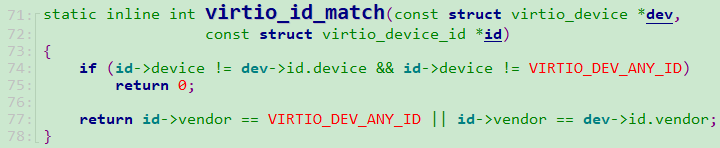 71: static inline int virtio_id_match(const struct virtio_device *dev,
72: const struct virtio_device_id *id)
73: {
74: if (id->device != dev->id.device && id->device != VIRTIO_DEV_ANY_ID)
75: return 0;
76:
77: return id->vendor == VIRTIO_DEV_ANY_ID || id->vendor == dev->id.vendor;
78: }